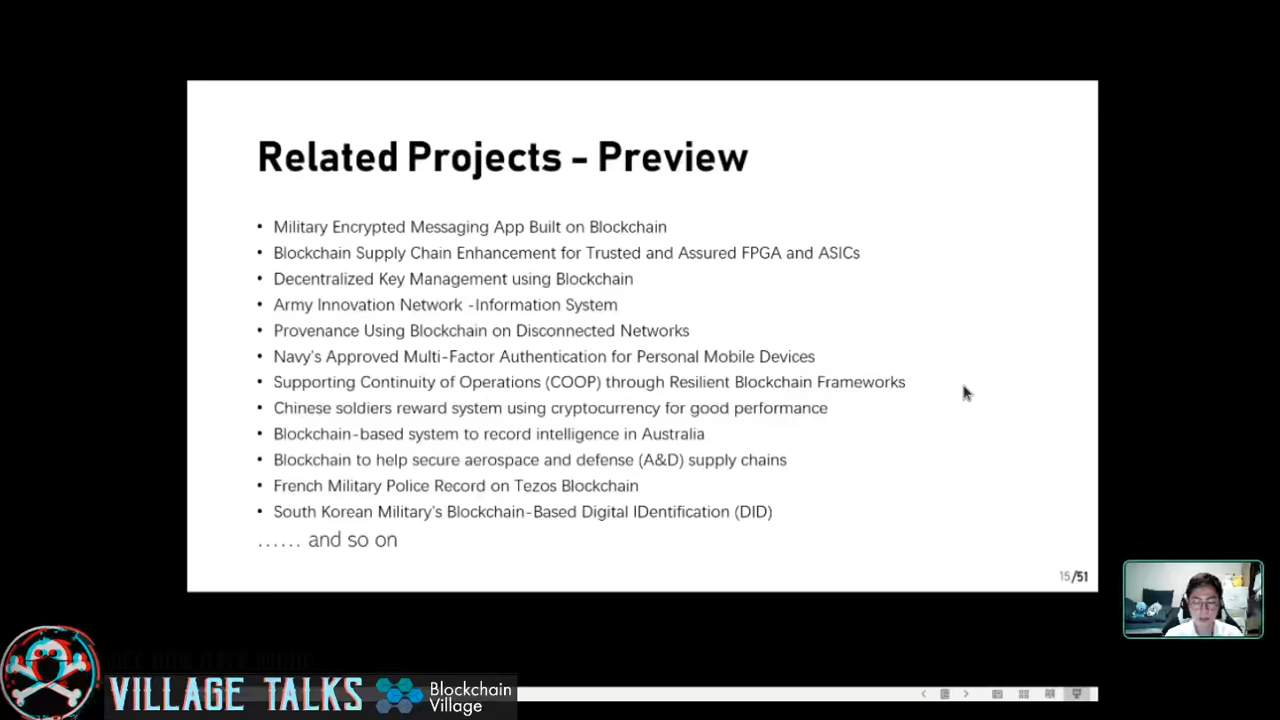 Related Projects - Preview
• Military Encrypted Messaging App Built on Blockchain
• Blockchain Supply Chain Enhancement for Trusted and Assured FPGA and ASICs
• Decentralized Key Management using Blockchain
• Army Innovation Network -Information System
• Provenance Using Blockchain on Disconnected Networks
• Navy's Approved Multi-Factor Authentication for Personal Mobile Devices
• Supporting Continuity of Operations (COOP) through Resilient Blockchain Frameworks
• Chinese soldiers reward system using cryptocurrency for good performance
• Blockchain-based system to record intelligence in Australia
• Blockchain to help secure aerospace and defense (A&D) supply chains
• French Military Police Record on Tezos Blockchain
• South Korean Military's Blockchain-Based Digital IDentification (DID)
...... and so on
15/51
VILLAGE TALKS
Blockchain
Village